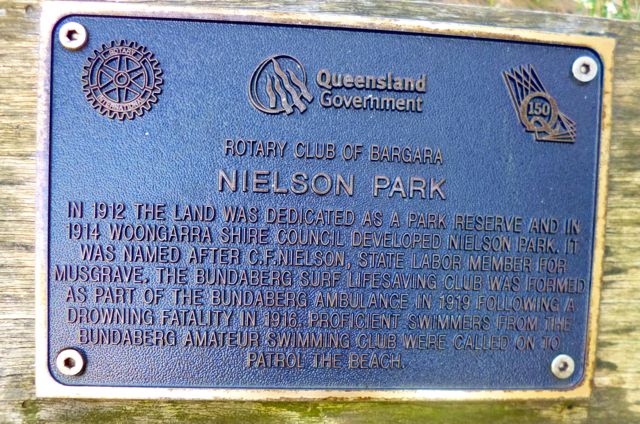 ROTARY
INTERNATIONAL
Queensland
Government
150
ROTARY CLUB OF BARGARA
NIELSON PARK
IN 1912 THE LAND WAS DEDICATED AS A PARK RESERVE AND IN
1914 WOONGARRA SHIRE COUNCIL DEVELOPED NIELSON PARK. IT
WAS NAMED AFTER C.F.NIELSON, STATE LABOR MEMBER FOR
MUSGRAVE. THE BUNDABERG SURF LIFESAVING CLUB WAS FORMED
AS PART OF THE BUNDABERG AMBULANCE IN 1919 FOLLOWING A
DROWNING FATALITY IN 1916. PROFICIENT SWIMMERS FROM THE
BUNDABERG AMATEUR SWIMMING CLUB WERE CALLED ON TO
PATROL THE BEACH.